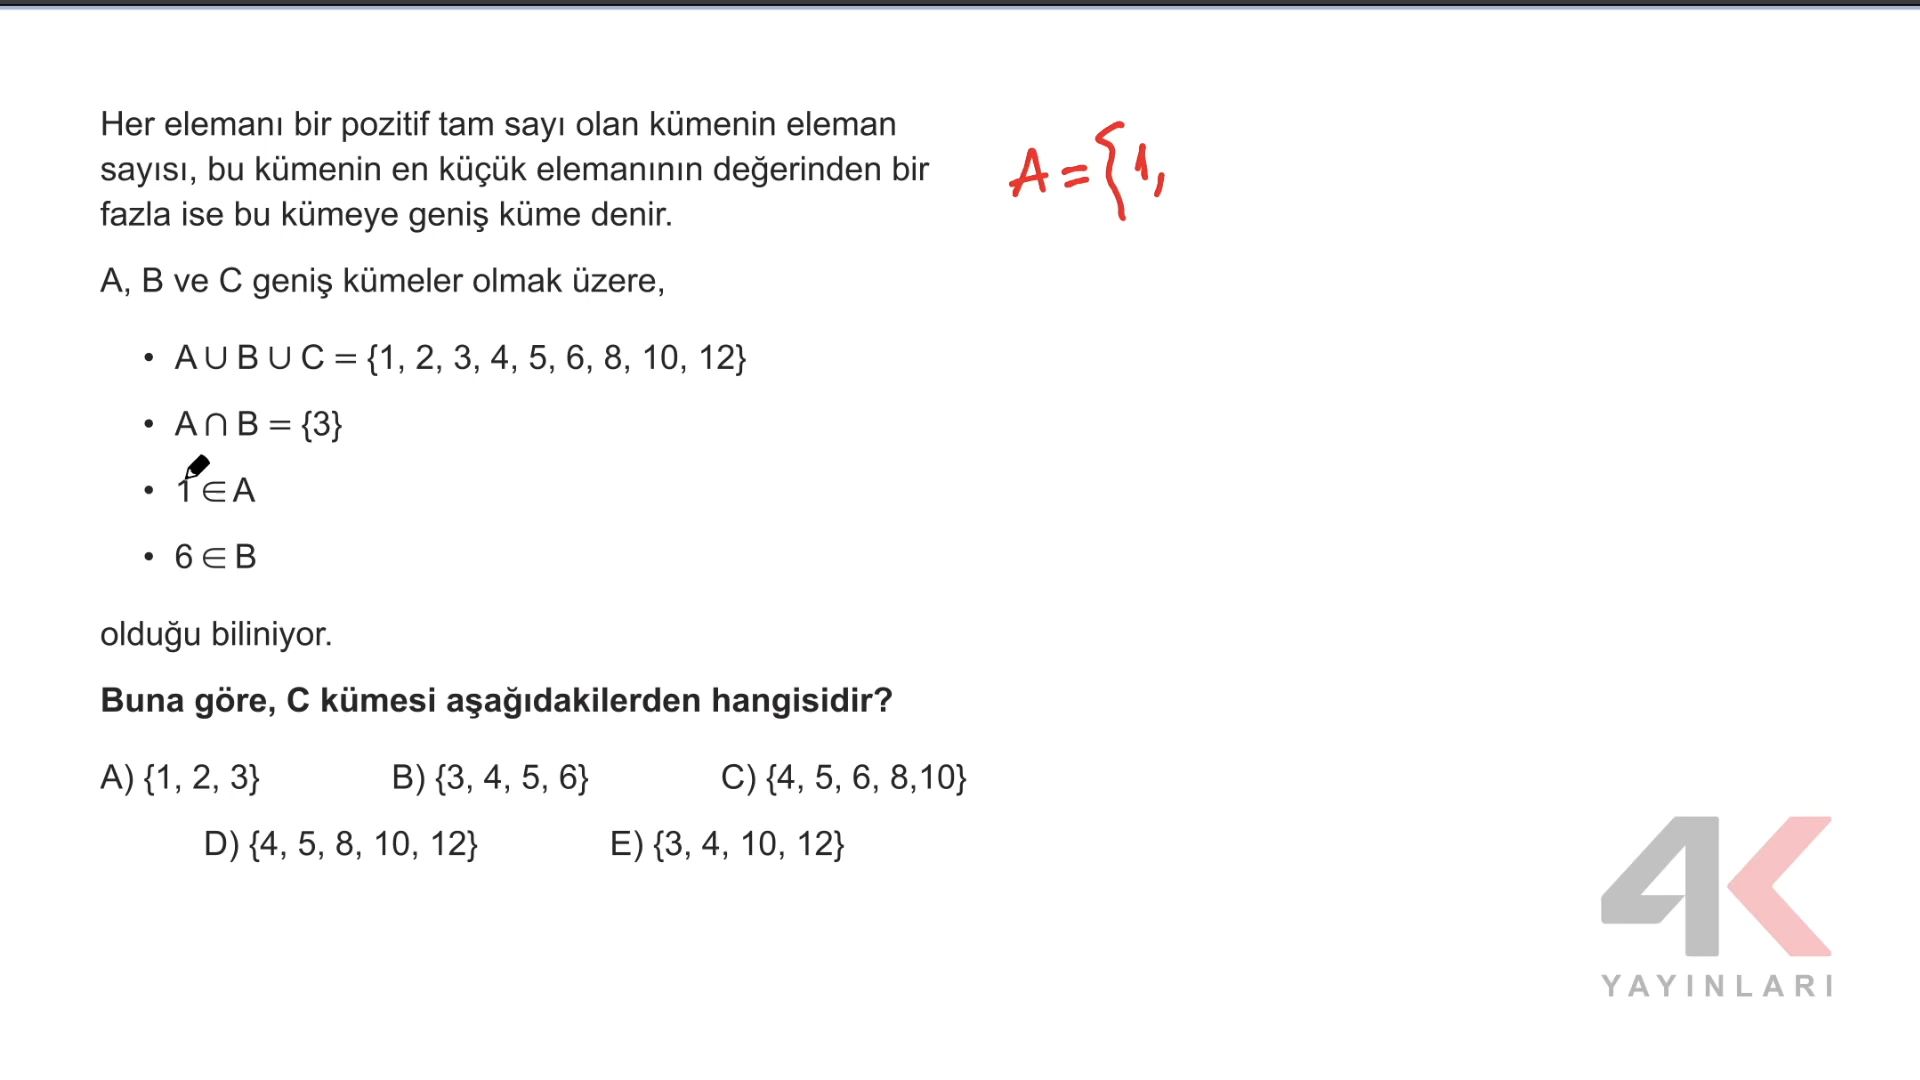 Her elemanı bir pozitif tam sayı olan kümenin eleman
sayısı, bu kümenin en küçük elemanının değerinden bir
fazla ise bu kümeye geniş küme denir.
A = {1,
A, B ve C geniş kümeler olmak üzere,
• A ∪ B ∪ C = {1, 2, 3, 4, 5, 6, 8, 10, 12}
• A ∩ B = {3}
• 1 ∈ A
• 6 ∈ B
olduğu biliniyor.
Buna göre, C kümesi aşağıdakilerden hangisidir?
A) {1, 2, 3} B) {3, 4, 5, 6} C) {4, 5, 6, 8,10}
D) {4, 5, 8, 10, 12} E) {3, 4, 10, 12}
4K
YAYINLARI